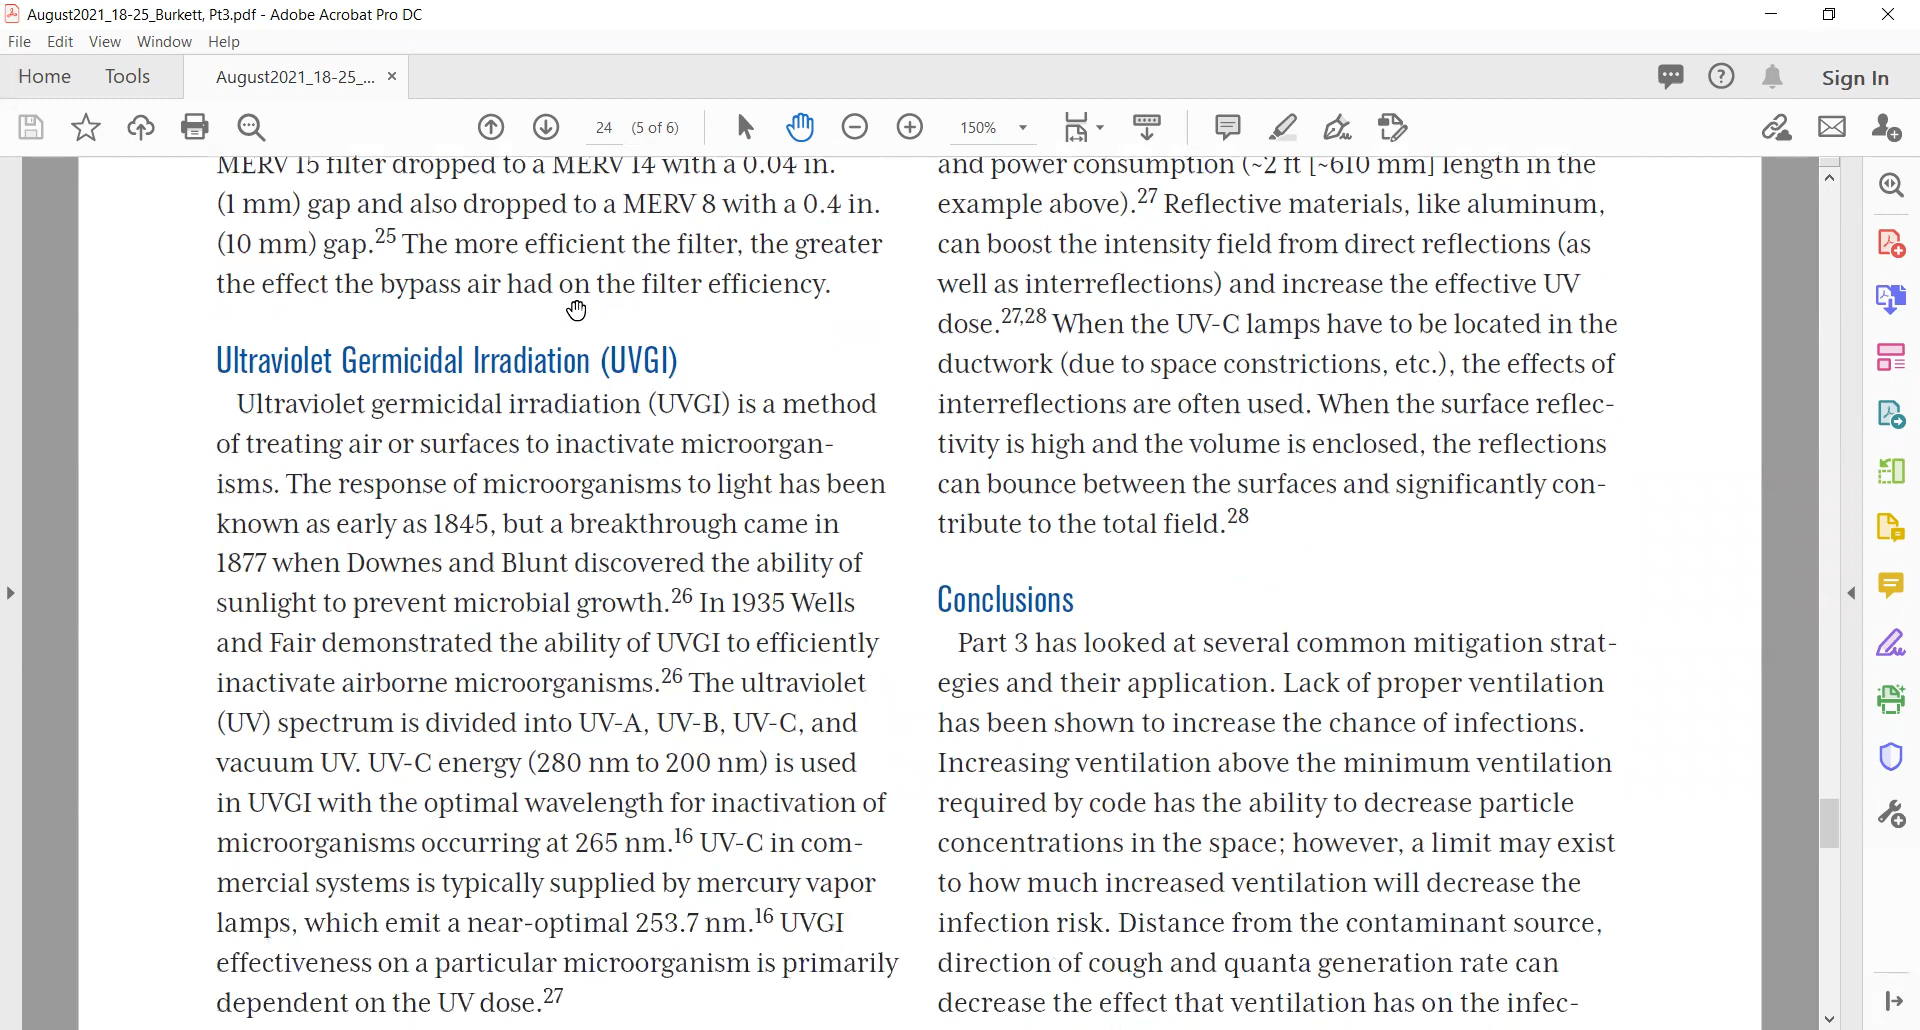 August2021_18-25_Burkett, Pt3.pdf - Adobe Acrobat Pro DC
File Edit View Window Help
Home Tools August2021_18-25_... × Sign In
24 (5 of 6) 150%
MERV 15 filter dropped to a MERV 14 with a 0.04 in.
(1 mm) gap and also dropped to a MERV 8 with a 0.4 in.
(10 mm) gap.25 The more efficient the filter, the greater
the effect the bypass air had on the filter efficiency.
Ultraviolet Germicidal Irradiation (UVGI)
Ultraviolet germicidal irradiation (UVGI) is a method
of treating air or surfaces to inactivate microorgan-
isms. The response of microorganisms to light has been
known as early as 1845, but a breakthrough came in
1877 when Downes and Blunt discovered the ability of
sunlight to prevent microbial growth.26 In 1935 Wells
and Fair demonstrated the ability of UVGI to efficiently
inactivate airborne microorganisms.26 The ultraviolet
(UV) spectrum is divided into UV-A, UV-B, UV-C, and
vacuum UV. UV-C energy (280 nm to 200 nm) is used
in UVGI with the optimal wavelength for inactivation of
microorganisms occurring at 265 nm.16 UV-C in com-
mercial systems is typically supplied by mercury vapor
lamps, which emit a near-optimal 253.7 nm.16 UVGI
effectiveness on a particular microorganism is primarily
dependent on the UV dose.27
and power consumption (~2 ft [~610 mm] length in the
example above).27 Reflective materials, like aluminum,
can boost the intensity field from direct reflections (as
well as interreflections) and increase the effective UV
dose.27,28 When the UV-C lamps have to be located in the
ductwork (due to space constrictions, etc.), the effects of
interreflections are often used. When the surface reflec-
tivity is high and the volume is enclosed, the reflections
can bounce between the surfaces and significantly con-
tribute to the total field.28
Conclusions
Part 3 has looked at several common mitigation strat-
egies and their application. Lack of proper ventilation
has been shown to increase the chance of infections.
Increasing ventilation above the minimum ventilation
required by code has the ability to decrease particle
concentrations in the space; however, a limit may exist
to how much increased ventilation will decrease the
infection risk. Distance from the contaminant source,
direction of cough and quanta generation rate can
decrease the effect that ventilation has on the infec-